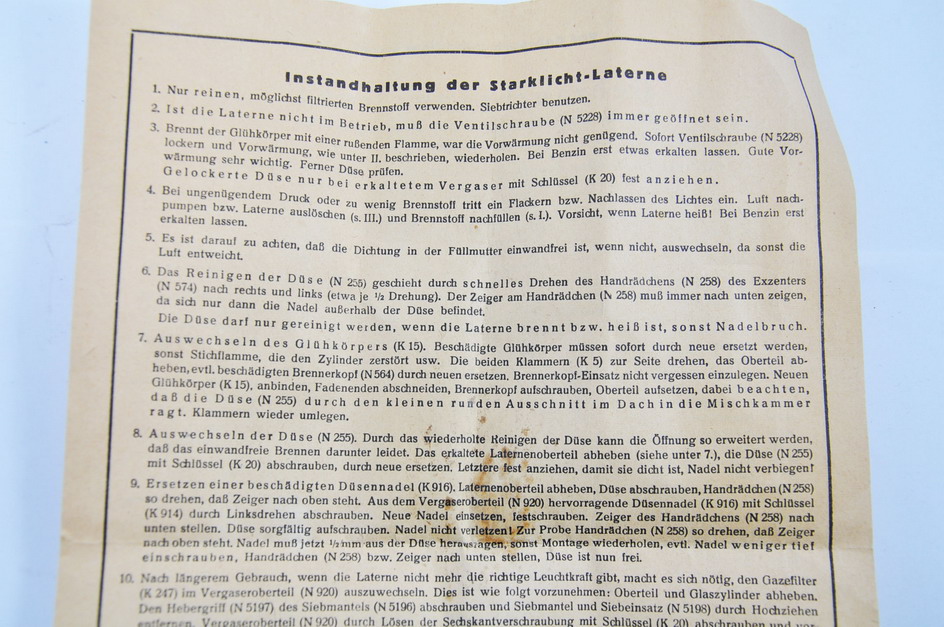 Instandhaltung der Starklicht-Laterne
1. Nur reinen, möglichst filtrierten Brennstoff verwenden. Siebtrichter benutzen.
2. Ist die Laterne nicht im Betrieb, muß die Ventilschraube (N 5228) immer geöffnet sein.
3. Brennt der Glühkörper mit einer rußenden Flamme, war die Vorwärmung nicht genügend. Sofort Ventilschraube (N 5228)
lockern und Vorwärmung, wie unter II. beschrieben, wiederholen. Bei Benzin erst etwas erkalten lassen. Gute Vor-
wärmung sehr wichtig. Ferner Düse prüfen.
Gelockerte Düse nur bei erkaltetem Vergaser mit Schlüssel (K 20) fest anziehen.
4. Bei ungenügendem Druck oder zu wenig Brennstoff tritt ein Flackern bzw. Nachlassen des Lichtes ein. Luft nach-
pumpen bzw. Laterne auslöschen (s. III.) und Brennstoff nachfüllen (s. I.). Vorsicht, wenn Laterne heiß! Bei Benzin erst
erkalten lassen.
5. Es ist darauf zu achten, daß die Dichtung in der Füllmutter einwandfrei ist, wenn nicht, auswechseln, da sonst die
Luft entweicht.
6. Das Reinigen der Düse (N 255) geschieht durch schnelles Drehen des Handrädchens (N 258) des Exzenters
(N 574) nach rechts und links (etwa je ½ Drehung). Der Zeiger am Handrädchen (N 258) muß immer nach unten zeigen,
da sich nur dann die Nadel außerhalb der Düse befindet.
Die Düse darf nur gereinigt werden, wenn die Laterne brennt bzw. heiß ist, sonst Nadelbruch.
7. Auswechseln des Glühkörpers (K 15). Beschädigte Glühkörper müssen sofort durch neue ersetzt werden,
sonst Stichflamme, die den Zylinder zerstört usw. Die beiden Klammern (K 5) zur Seite drehen, das Oberteil ab-
heben, evtl. beschädigten Brennerkopf (N 564) durch neuen ersetzen, Brennerkopf-Einsatz nicht vergessen einzulegen. Neuen
Glühkörper (K 15). anbinden, Fadenenden abschneiden, Brennerkopf aufschrauben, Oberteil aufsetzen, dabei beachten,
daß die Düse (N 255) durch den kleinen runden Ausschnitt im Dach in die Mischkammer
ragt. Klammern wieder umlegen.
8. Auswechseln der Düse (N 255). Durch das wiederholte Reinigen der Düse kann die Öffnung so erweitert werden,
daß das einwandfreie Brennen darunter leidet. Das erkaltete Laternenoberteil abheben (siehe unter 7.), die Düse (N 255)
mit Schlüssel (K 20) abschrauben, durch neue ersetzen. Letztere fest anziehen, damit sie dicht ist, Nadel nicht verbiegen!
9. Ersetzen einer beschädigten Düsennadel (K 916). Laternenoberteil abheben, Düse abschrauben, Handrädchen (N 258)
so drehen, daß Zeiger nach oben steht. Aus dem Vergaseroberteil (N 920) hervorragende Düsennadel (K 916) mit Schlüssel
(K 914) durch Linksdrehen abschrauben. Neue Nadel einsetzen, festschrauben. Zeiger des Handrädchens (N 258) nach
unten stellen. Düse sorgfältig aufschrauben. Nadel nicht verletzen! Zur Probe Handrädchen (N 258) so drehen, daß Zeiger
nach oben steht. Nadel muß jetzt ½ mm aus der Düse herausragen, sonst Montage wiederholen, evtl. Nadel weniger tief
einschrauben, Handrädchen (N 258) bzw. Zeiger nach unten stellen, Düse ist nun frei.
10. Nach längerem Gebrauch, wenn die Laterne nicht mehr die richtige Leuchtkraft gibt, macht es sich nötig, den Gazefilter
(K 247) im Vergaseroberteil (N 920) auszuwechseln. Dies ist wie folgt vorzunehmen: Oberteil und Glaszylinder abheben.
Den Hebergriff (N 5197) des Siebmantels (N 5196) abschrauben und Siebmantel und Siebeinsatz (N 5198) durch Hochziehen
entfernen. Vergaseroberteil (N 920) durch Lösen der Sechskantverschraubung mit Schlüssel (K 20) abschrauben und vor-